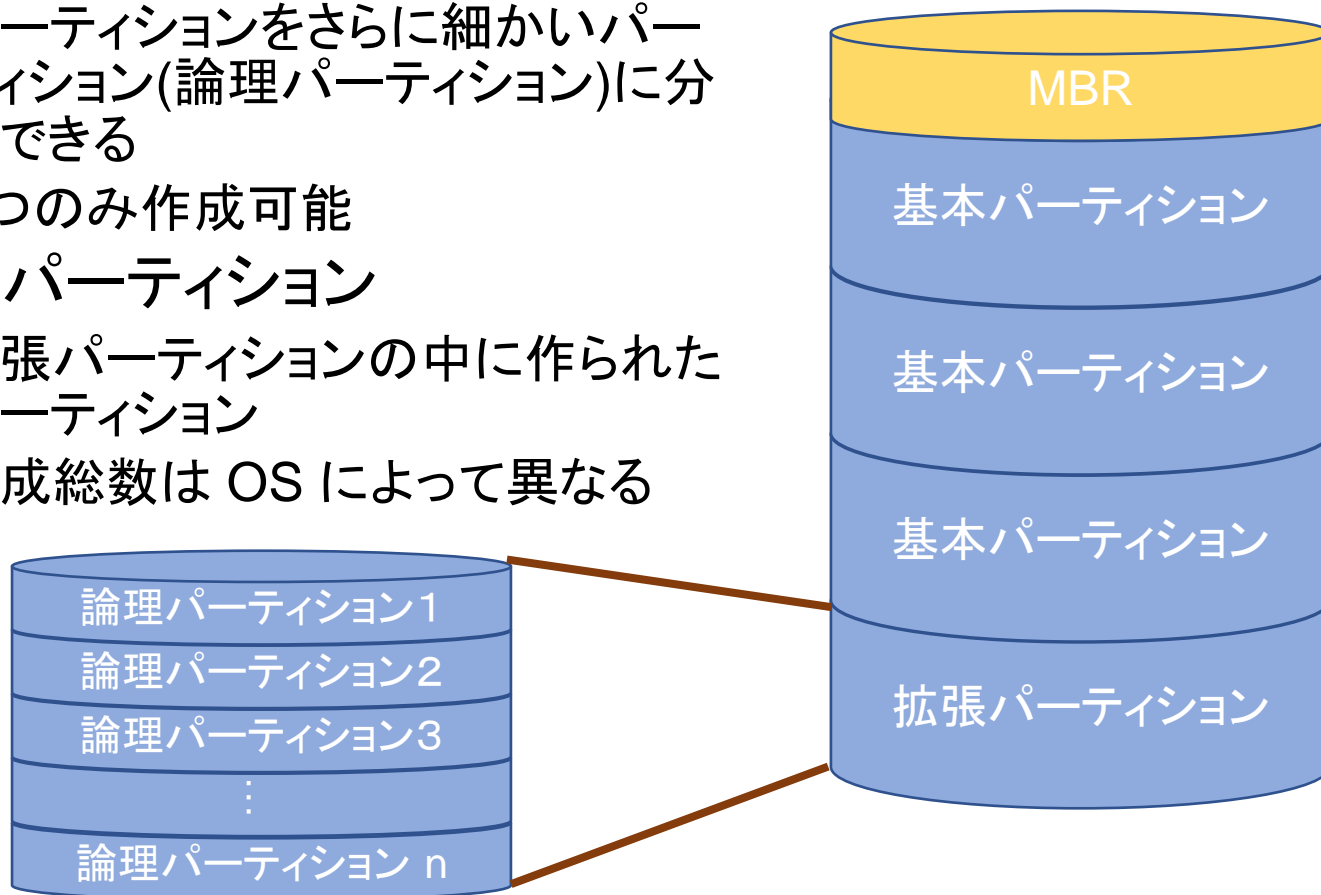 ーティションをさらに細かいパー
ィション(論理パーティション)に分
できる
つのみ作成可能
パーティション
張パーティションの中に作られた
ーティション
成総数は OS によって異なる
論理パーティション1
論理パーティション2
論理パーティション3
⋮
論理パーティション n
MBR
基本パーティション
基本パーティション
基本パーティション
拡張パーティション